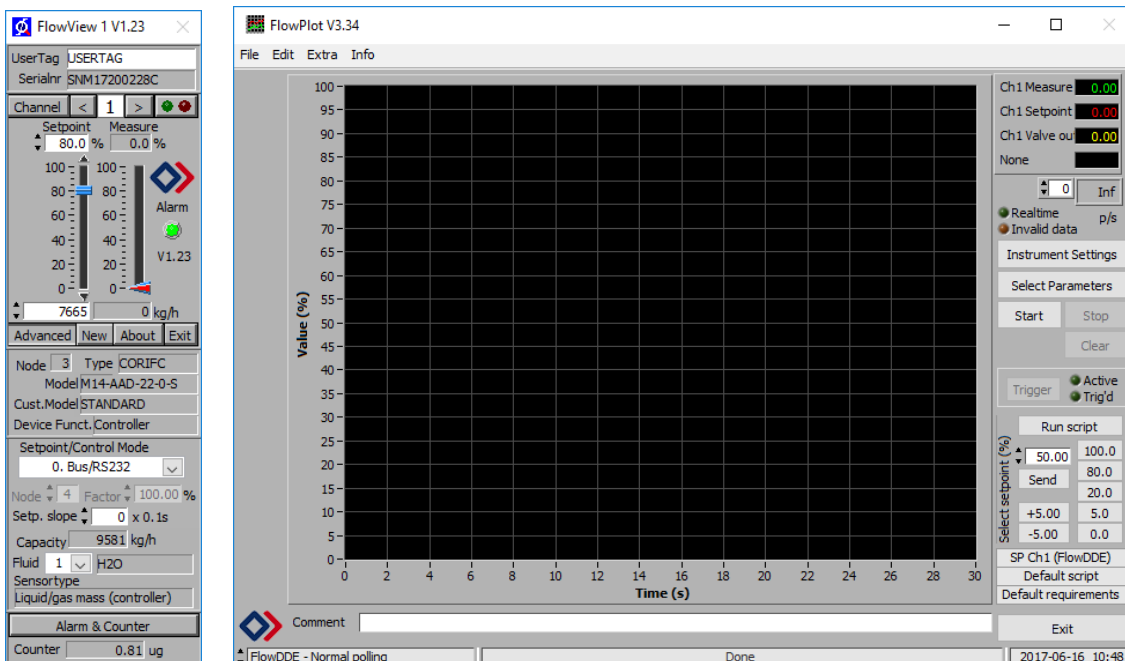 FlowView 1 V1.23
UserTag USERTAG
Serialnr SNM17200228C
Channel < 1 >
Setpoint Measure
80.0 % 0.0 %
100 100
80 80
60 60
40 40
20 20
0 0
Alarm
V1.23
7665 0 kg/h
Advanced New About Exit
Node 3 Type CORIFC
Model M14-AAD-22-0-S
Cust.Model STANDARD
Device Funct. Controller
Setpoint/Control Mode
0. Bus/RS232
Node 4 Factor 100.00 %
Setp. slope 0 x 0.1s
Capacity 9581 kg/h
Fluid 1 H2O
Sensortype
Liquid/gas mass (controller)
Alarm & Counter
Counter 0.81 ug
FlowPlot V3.34
File Edit Extra Info
Value (%)
100
95
90
85
80
75
70
65
60
55
50
45
40
35
30
25
20
15
10
5
0
0 2 4 6 8 10 12 14 16 18 20 22 24 26 28 30
Time (s)
Ch1 Measure 0.00
Ch1 Setpoint 0.00
Ch1 Valve ou 0.00
None
0 Inf
Realtime p/s
Invalid data
Instrument Settings
Select Parameters
Start Stop
Clear
Trigger Active
Trig'd
Run script
Select setpoint (%)
50.00 100.0
Send 80.0
20.0
+5.00 5.0
-5.00 0.0
SP Ch1 (FlowDDE)
Default script
Default requirements
Comment
Exit
FlowDDE - Normal polling Done 2017-06-16 10:48